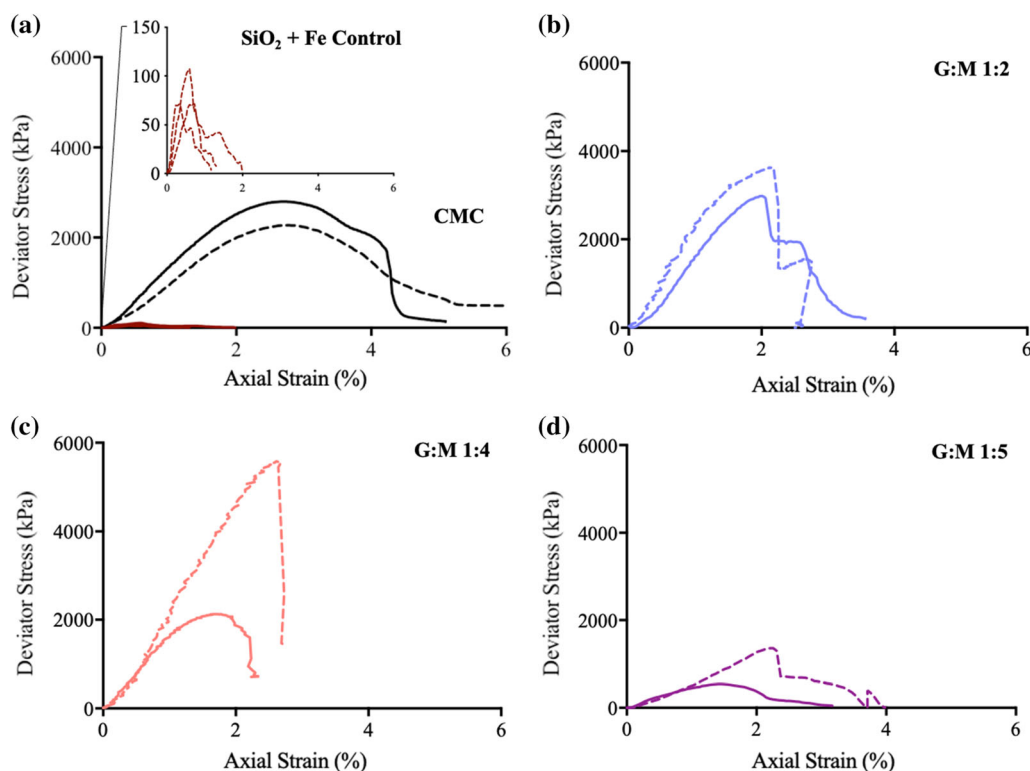 (a)
SiO₂ + Fe Control
150
100
50
0
0 2 4 6
6000
4000
2000
0
Deviator Stress (kPa)
CMC
0 2 4 6
Axial Strain (%)
(b)
G:M 1:2
6000
4000
2000
0
Deviator Stress (kPa)
0 2 4 6
Axial Strain (%)
(c)
G:M 1:4
6000
4000
2000
0
Deviator Stress (kPa)
0 2 4 6
Axial Strain (%)
(d)
G:M 1:5
6000
4000
2000
0
Deviator Stress (kPa)
0 2 4 6
Axial Strain (%)